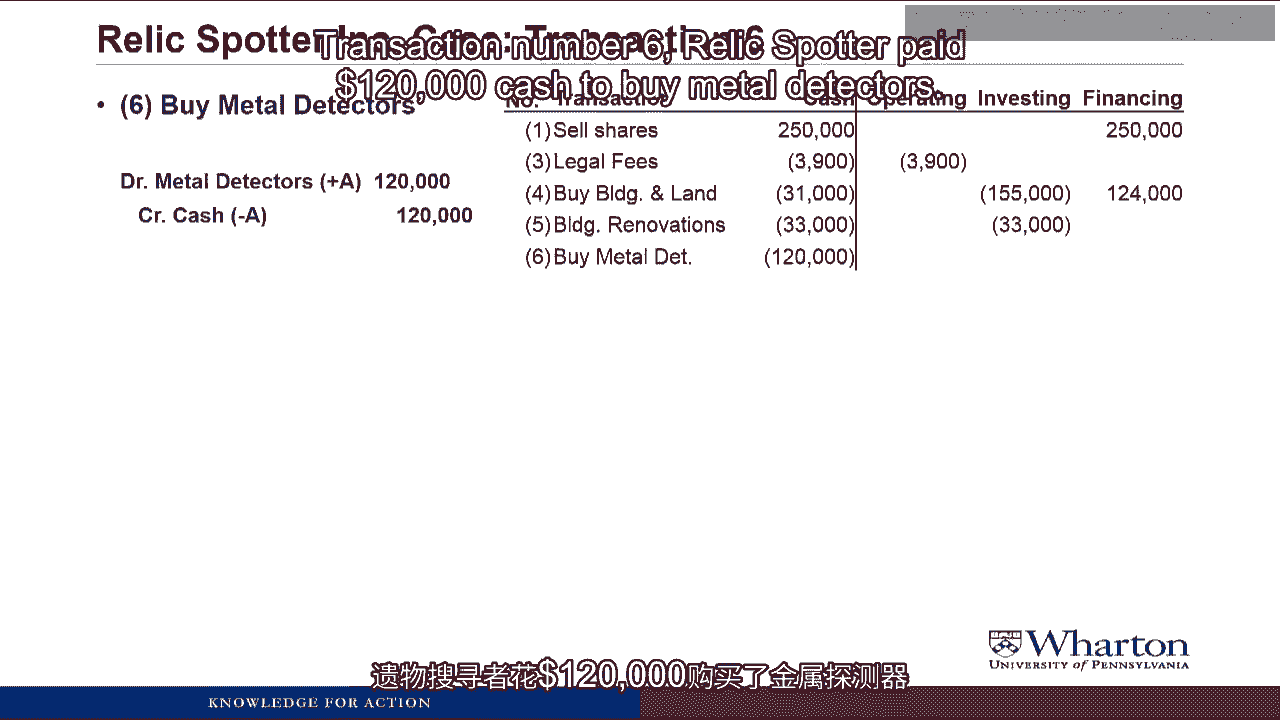 Relic Spotter Inc. Case: Transaction 6
Transaction number 6, Relic Spotter paid
$120,000 cash to buy metal detectors.
• (6) Buy Metal Detectors
Dr. Metal Detectors (+A) 120,000
Cr. Cash (-A) 120,000
No. Transaction Cash Operating Investing Financing
(1) Sell shares 250,000 250,000
(3) Legal Fees (3,900) (3,900)
(4) Buy Bldg. & Land (31,000) (155,000) 124,000
(5) Bldg. Renovations (33,000) (33,000)
(6) Buy Metal Det. (120,000)
Wharton
UNIVERSITY of PENNSYLVANIA
遗物搜寻者花$120,000购买了金属探测器
KNOWLEDGE FOR ACTION